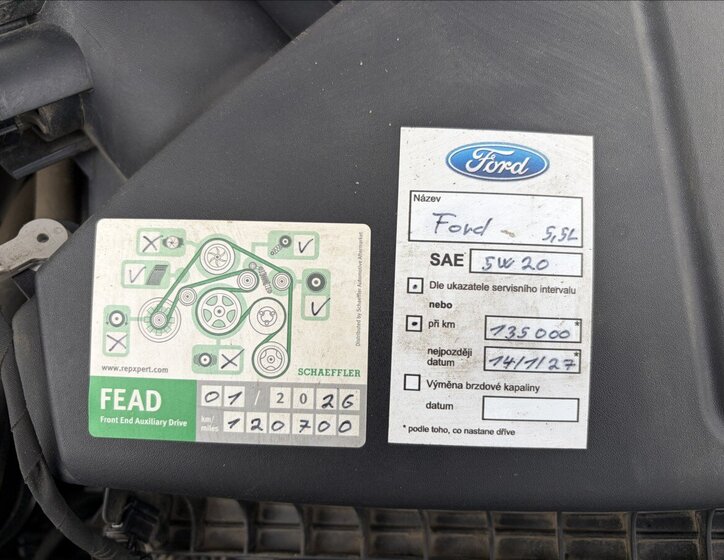 www.repxpert.com
SCHAEFFLER
Distributed by Schaeffler Automotive Aftermarket
FEAD
Front End Auxiliary Drive
01/2026
km/
miles
120700
Ford
Název
Ford - 5,5L
SAE 5W20
Dle ukazatele servisního intervalu
nebo
při km 135000*
nejpozději
datum 14/1/27*
Výměna brzdové kapaliny
datum
* podle toho, co nastane dříve